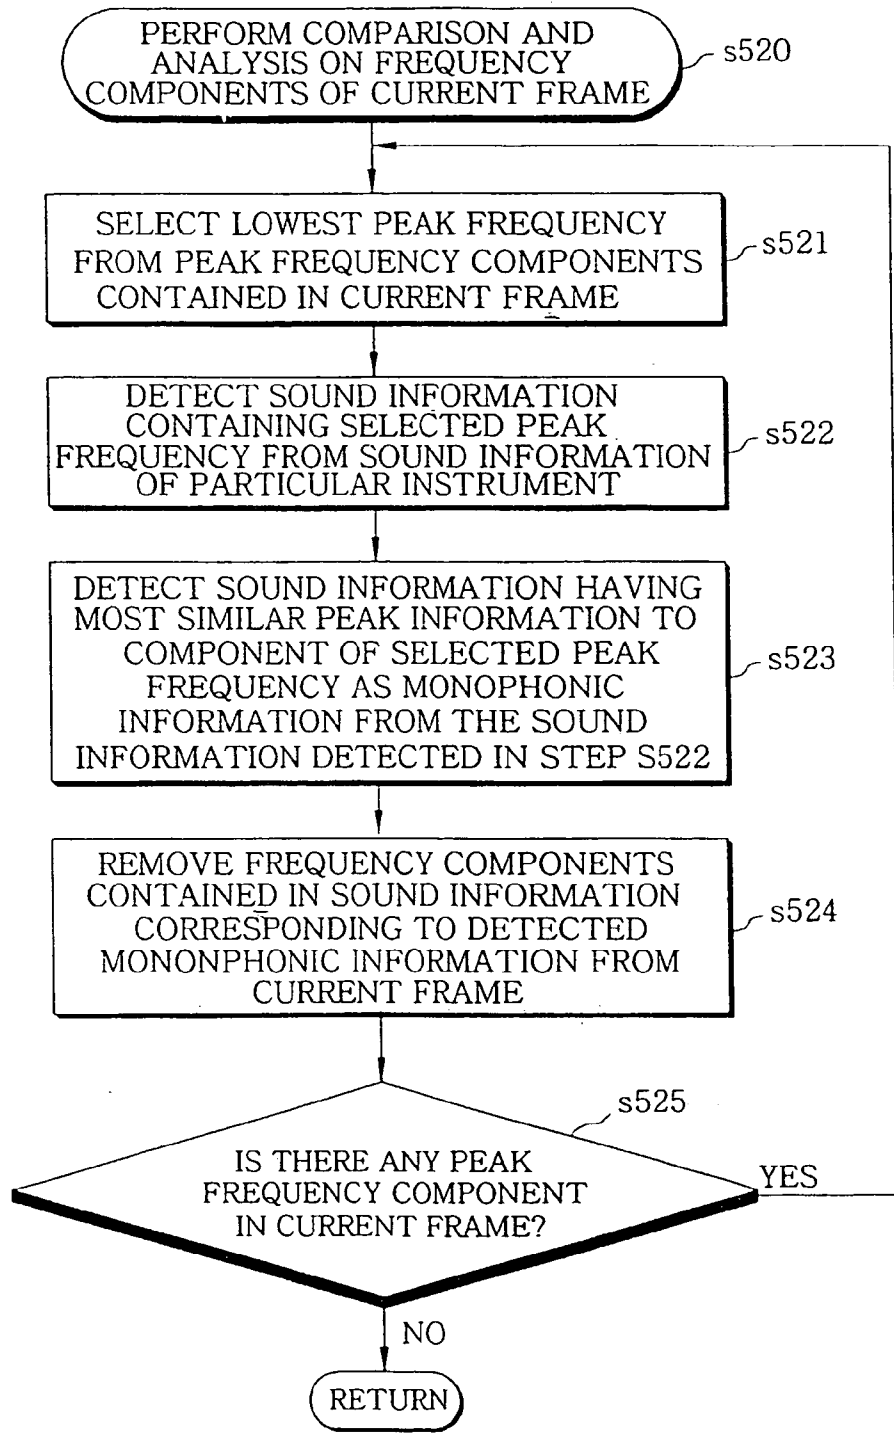 PERFORM COMPARISON AND
ANALYSIS ON FREQUENCY
COMPONENTS OF CURRENT FRAME
s520
SELECT LOWEST PEAK FREQUENCY
FROM PEAK FREQUENCY COMPONENTS
CONTAINED IN CURRENT FRAME
s521
DETECT SOUND INFORMATION
CONTAINING SELECTED PEAK
FREQUENCY FROM SOUND INFORMATION
OF PARTICULAR INSTRUMENT
s522
DETECT SOUND INFORMATION HAVING
MOST SIMILAR PEAK INFORMATION TO
COMPONENT OF SELECTED PEAK
FREQUENCY AS MONOPHONIC
INFORMATION FROM THE SOUND
INFORMATION DETECTED IN STEP S522
s523
REMOVE FREQUENCY COMPONENTS
CONTAINED IN SOUND INFORMATION
CORRESPONDING TO DETECTED
MONONPHONIC INFORMATION FROM
CURRENT FRAME
s524
s525
IS THERE ANY PEAK
FREQUENCY COMPONENT
IN CURRENT FRAME?
YES
NO
RETURN